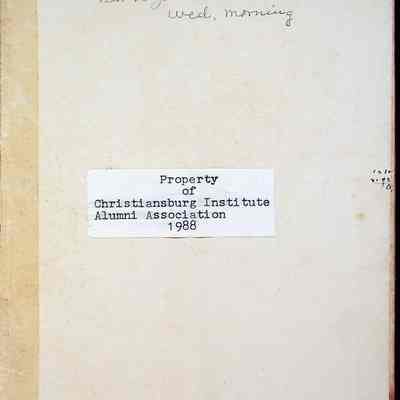 Wed, morning
Property
of
Christiansburg Institute
Alumni Association
1988